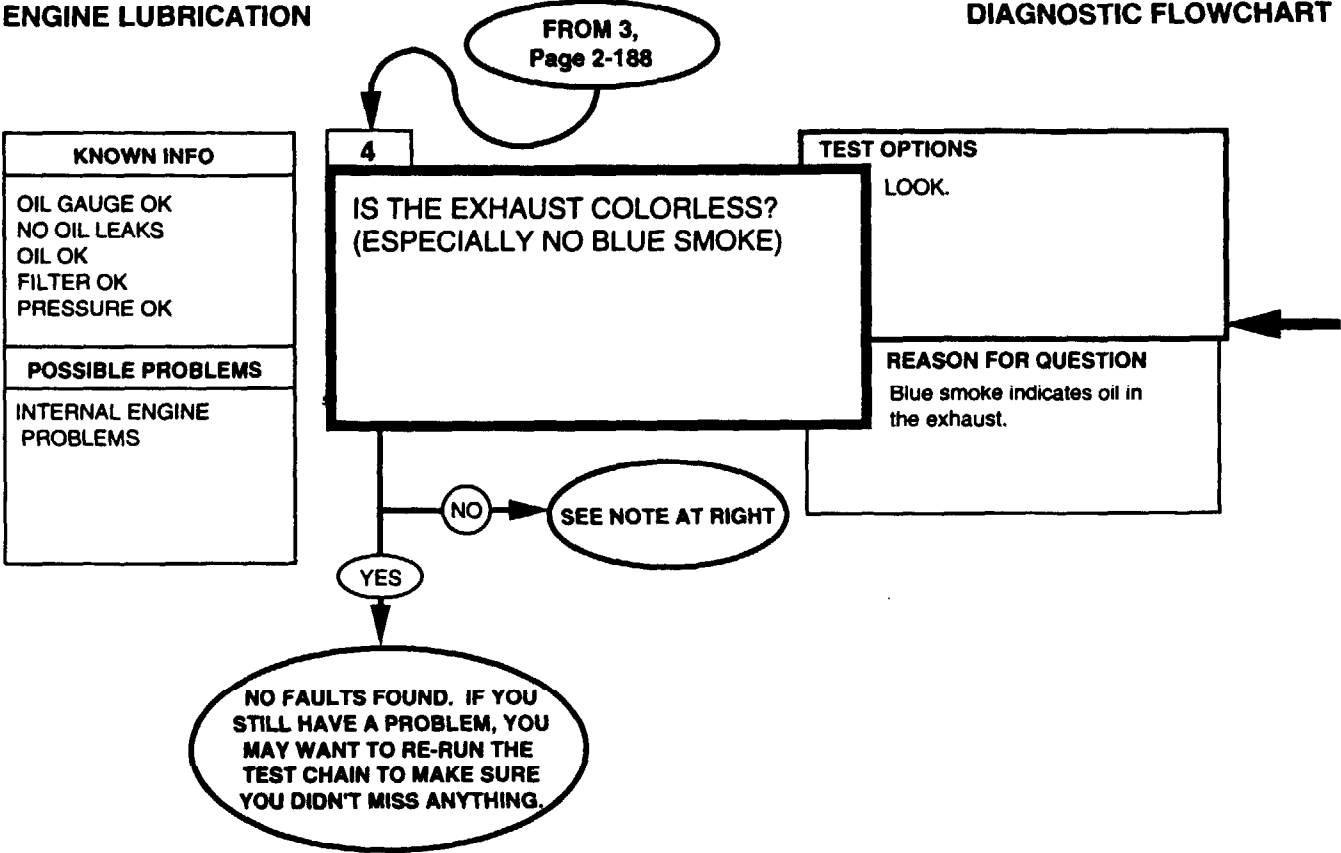 ENGINE LUBRICATION
DIAGNOSTIC FLOWCHART
FROM 3,
Page 2-188
KNOWN INFO
OIL GAUGE OK
NO OIL LEAKS
OIL OK
FILTER OK
PRESSURE OK
POSSIBLE PROBLEMS
INTERNAL ENGINE
PROBLEMS
4
IS THE EXHAUST COLORLESS?
(ESPECIALLY NO BLUE SMOKE)
TEST OPTIONS
LOOK.
REASON FOR QUESTION
Blue smoke indicates oil in
the exhaust.
NO
SEE NOTE AT RIGHT
YES
NO FAULTS FOUND. IF YOU
STILL HAVE A PROBLEM, YOU
MAY WANT TO RE-RUN THE
TEST CHAIN TO MAKE SURE
YOU DIDN'T MISS ANYTHING.